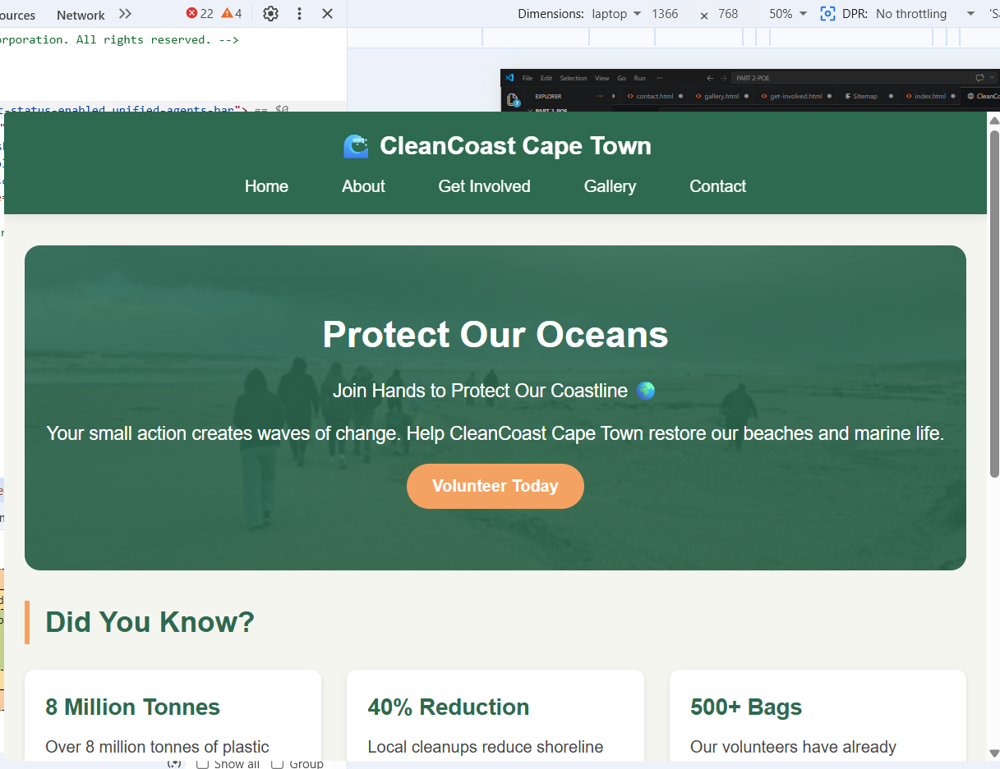 ources Network 22 4 Dimensions: laptop 1366 × 768 50% DPR: No throttling 'S
orporation. All rights reserved. -->
File Edit Selection View Go Run ··· PART 2-POE
EXPLORER ··· contact.html gallery.html get-involved.html Sitemap index.html CleanCo
PART 2-POE
t-status-enabled unified-agents-bar"> == $0
CleanCoast Cape Town
Home About Get Involved Gallery Contact
Protect Our Oceans
Join Hands to Protect Our Coastline 🌍
Your small action creates waves of change. Help CleanCoast Cape Town restore our beaches and marine life.
Volunteer Today
Did You Know?
8 Million Tonnes 40% Reduction 500+ Bags
Over 8 million tonnes of plastic Local cleanups reduce shoreline Our volunteers have already
Show all Group